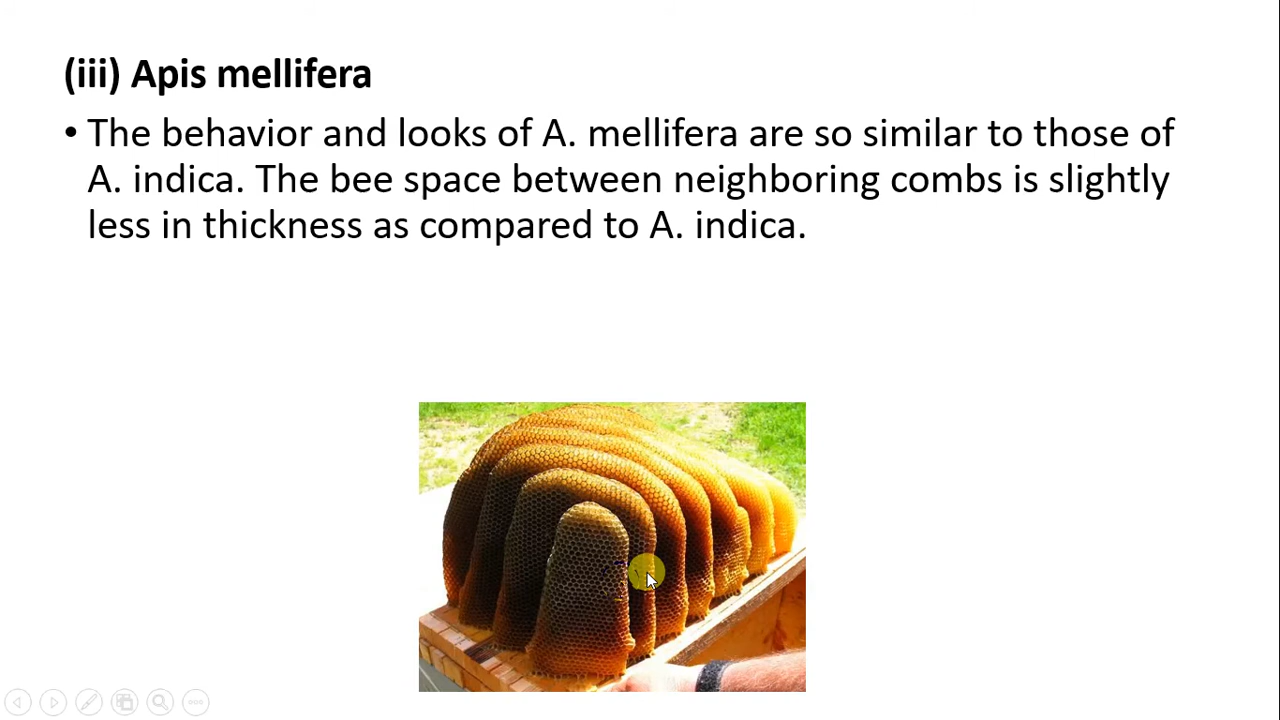 (iii) Apis mellifera
• The behavior and looks of A. mellifera are so similar to those of
A. indica. The bee space between neighboring combs is slightly
less in thickness as compared to A. indica.